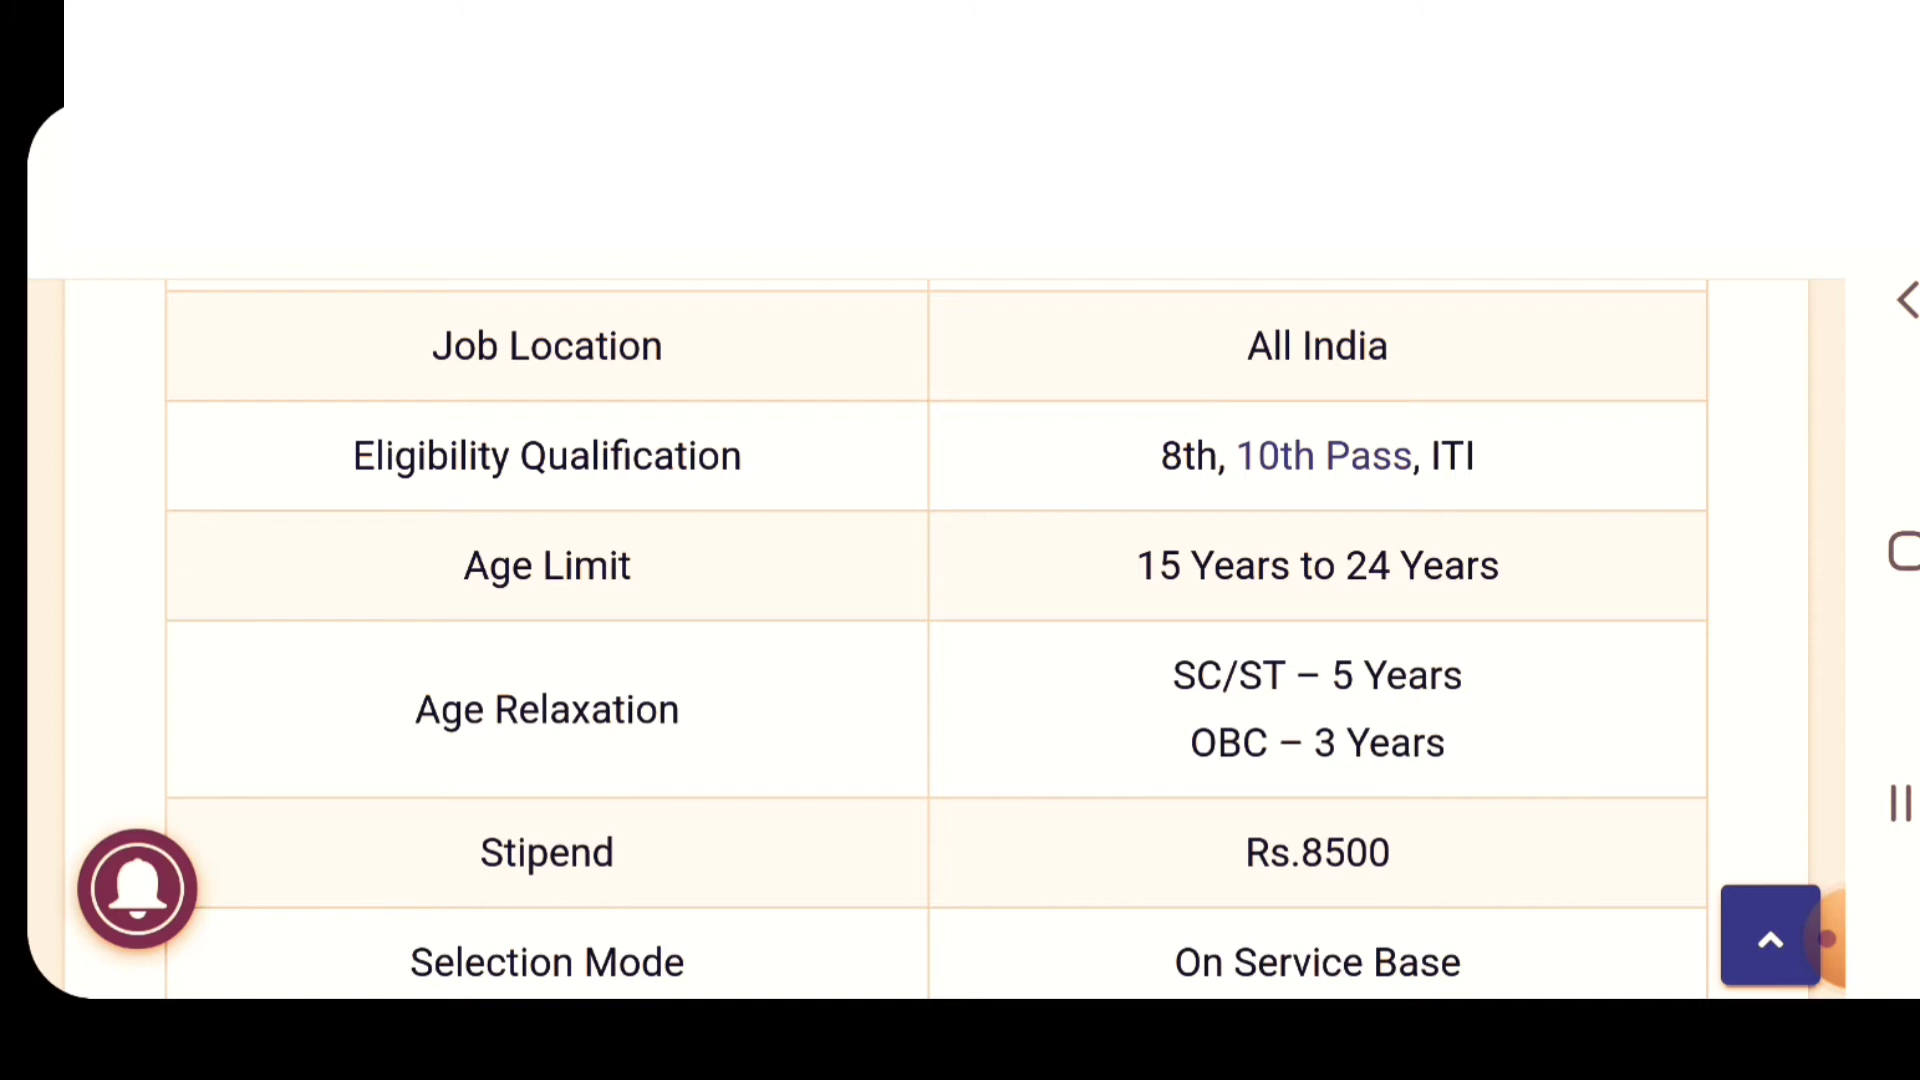 Job Location All India
Eligibility Qualification 8th, 10th Pass, ITI
Age Limit 15 Years to 24 Years
Age Relaxation SC/ST – 5 Years
OBC – 3 Years
Stipend Rs.8500
Selection Mode On Service Base